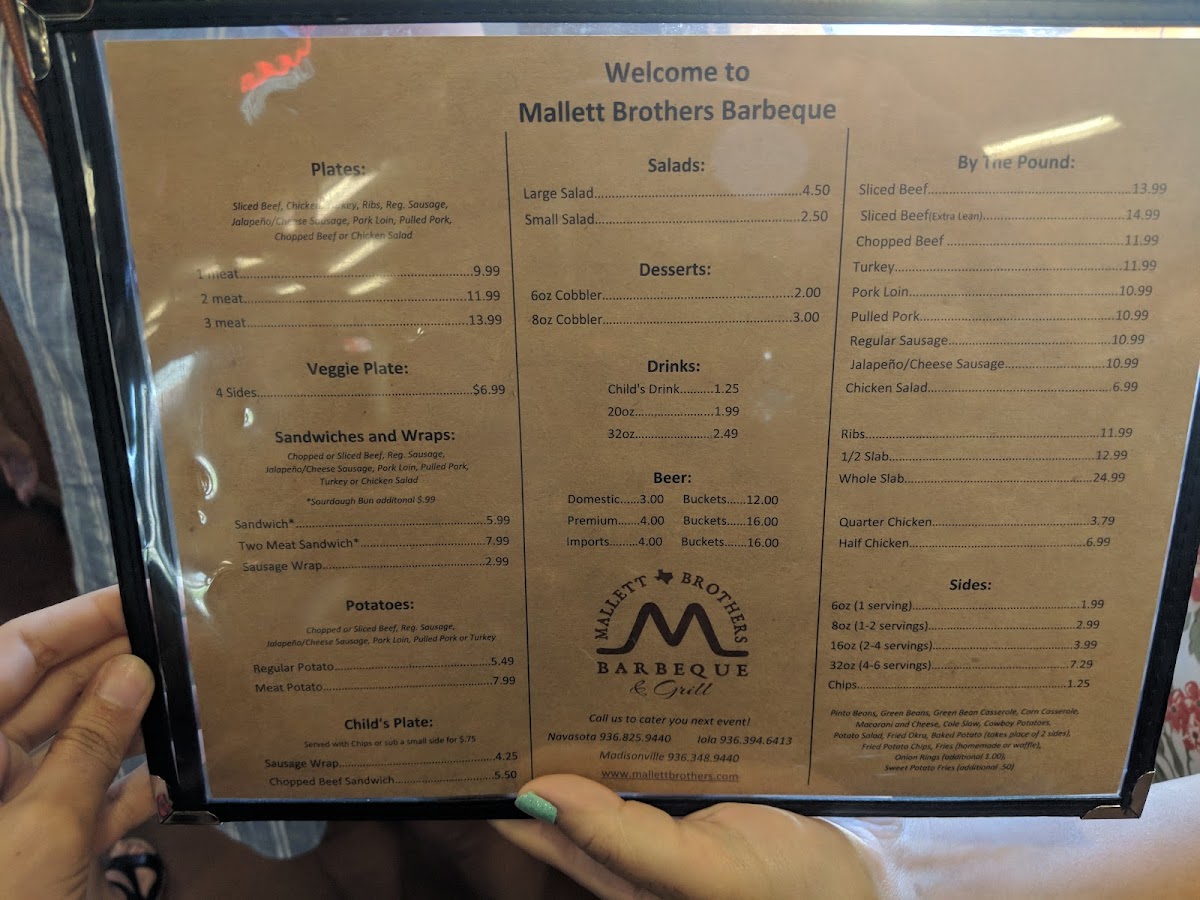 Welcome to
Mallett Brothers Barbeque
Plates:
Sliced Beef, Chicken, Turkey, Ribs, Reg. Sausage,
Jalapeño/Cheese Sausage, Pork Loin, Pulled Pork,
Chopped Beef or Chicken Salad
1 meat 9.99
2 meat 11.99
3 meat 13.99
Veggie Plate:
4 Sides $6.99
Sandwiches and Wraps:
Chopped or Sliced Beef, Reg. Sausage,
Jalapeño/Cheese Sausage, Pork Loin, Pulled Pork,
Turkey or Chicken Salad
*Sourdough Bun additonal $.99
Sandwich* 5.99
Two Meat Sandwich* 7.99
Sausage Wrap 2.99
Potatoes:
Chopped or Sliced Beef, Reg. Sausage,
Jalapeño/Cheese Sausage, Pork Loin, Pulled Pork or Turkey
Regular Potato 5.49
Meat Potato 7.99
Child's Plate:
Served with Chips or sub a small side for $.75
Sausage Wrap 4.25
Chopped Beef Sandwich 5.50
Salads:
Large Salad 4.50
Small Salad 2.50
Desserts:
6oz Cobbler 2.00
8oz Cobbler 3.00
Drinks:
Child's Drink 1.25
20oz 1.99
32oz 2.49
Beer:
Domestic 3.00 Buckets 12.00
Premium 4.00 Buckets 16.00
Imports 4.00 Buckets 16.00
MALLETT BROTHERS
M
BARBEQUE
& Grill
Call us to cater you next event!
Navasota 936.825.9440 Iola 936.394.6413
Madisonville 936.348.9440
www.mallettbrothers.com
By The Pound:
Sliced Beef 13.99
Sliced Beef(Extra Lean) 14.99
Chopped Beef 11.99
Turkey 11.99
Pork Loin 10.99
Pulled Pork 10.99
Regular Sausage 10.99
Jalapeño/Cheese Sausage 10.99
Chicken Salad 6.99
Ribs 11.99
1/2 Slab 12.99
Whole Slab 24.99
Quarter Chicken 3.79
Half Chicken 6.99
Sides:
6oz (1 serving) 1.99
8oz (1-2 servings) 2.99
16oz (2-4 servings) 3.99
32oz (4-6 servings) 7.29
Chips 1.25
Pinto Beans, Green Beans, Green Bean Casserole, Corn Casserole,
Macaroni and Cheese, Cole Slaw, Cowboy Potatoes,
Potato Salad, Fried Okra, Baked Potato (takes place of 2 sides),
Fried Potato Chips, Fries (homemade or waffle),
Onion Rings (additional 1.00),
Sweet Potato Fries (additional .50)